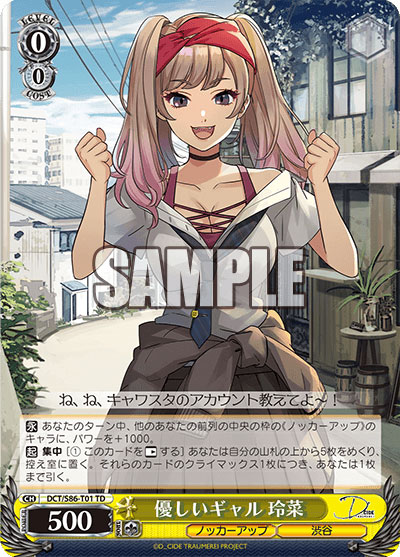 LEVEL
0
0
COST
SAMPLE
ね、ね、キャワスタのアカウント教えてよ～!
永 あなたのターン中、他のあなたの前列の中央の枠の《ノッカーアップ》の
キャラに、パワーを+1000。
起 集中 [① このカードを する] あなたは自分の山札の上から5枚をめくり、
控え室に置く。それらのカードのクライマックス1枚につき、あなたは1枚
まで引く。
CH DCT/S86-T01 TD
優しいギャル 玲菜
500
ノッカーアップ
渋谷
D_CIDE
©D_CIDE TRAUMEREI PROJECT